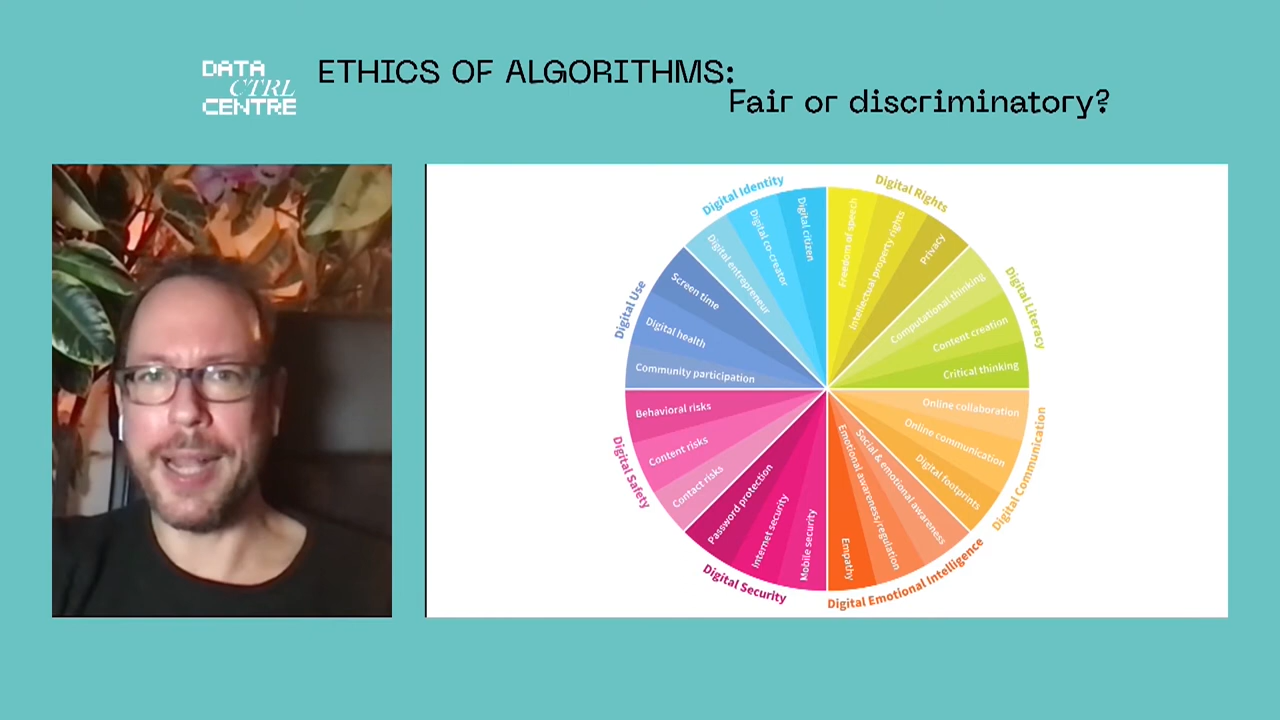 DATA
CTRL
CENTRE
ETHICS OF ALGORITHMS:
Fair or discriminatory?
Digital Identity
Digital entrepreneur
Digital co-creator
Digital citizen
Digital Rights
Freedom of speech
Intellectual property rights
Privacy
Digital Literacy
Computational thinking
Content creation
Critical thinking
Digital Communication
Online collaboration
Online communication
Digital footprints
Digital Emotional Intelligence
Social & emotional awareness
Emotional awareness/regulation
Empathy
Digital Security
Mobile security
Internet security
Password protection
Digital Safety
Contact risks
Content risks
Behavioral risks
Digital Use
Community participation
Digital health
Screen time